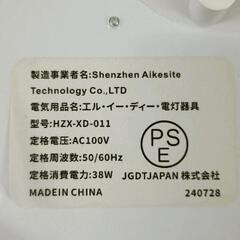 製造事業者名:Shenzhen Aikesite
Technology Co.,LTD
電気用品名:エル・イー・ディー・電灯器具
型号:HZX-XD-011
定格電圧:AC100V
定格周波数:50/60Hz
定格消費電力:38W
PS
E
JGDTJAPAN 株式会社
MADEIN CHINA
240728